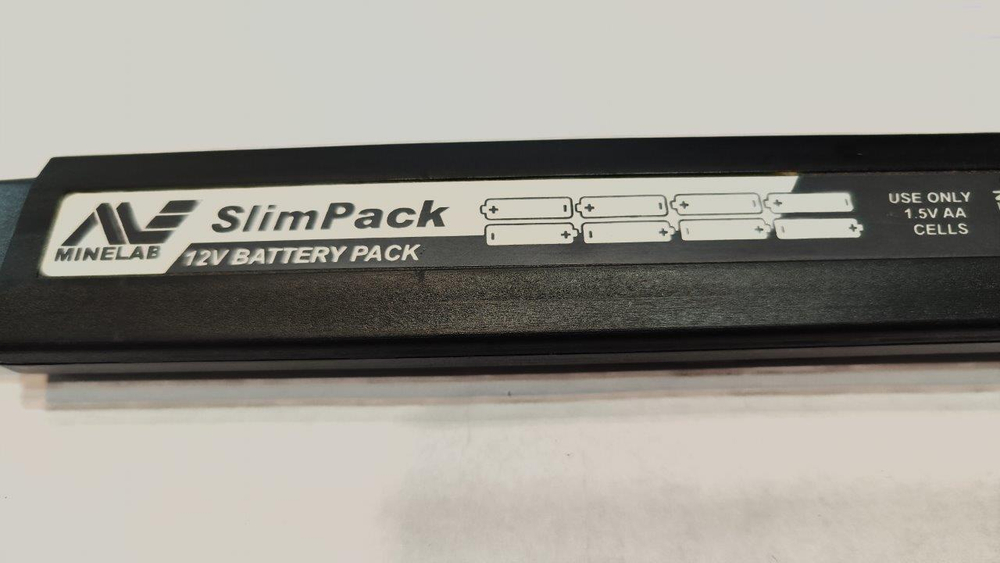 MINELAB
SlimPack
12V BATTERY PACK
USE ONLY
1.5V AA
CELLS